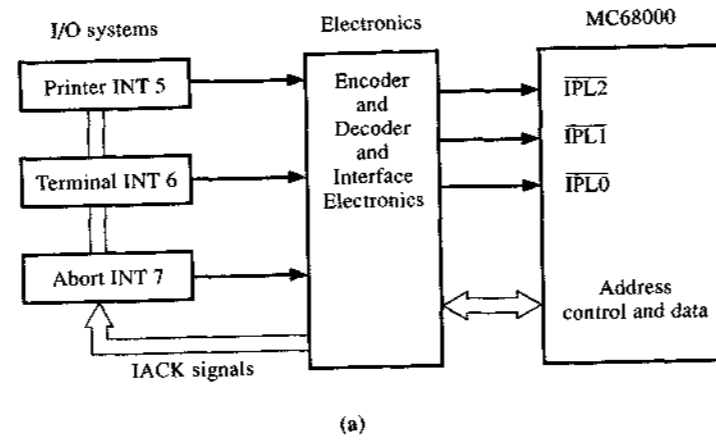 I/O systems
Electronics
MC68000
Printer INT 5
Terminal INT 6
Abort INT 7
IACK signals
Encoder
and
Decoder
and
Interface
Electronics
IPL2
IPL1
IPL0
Address
control and data
(a)